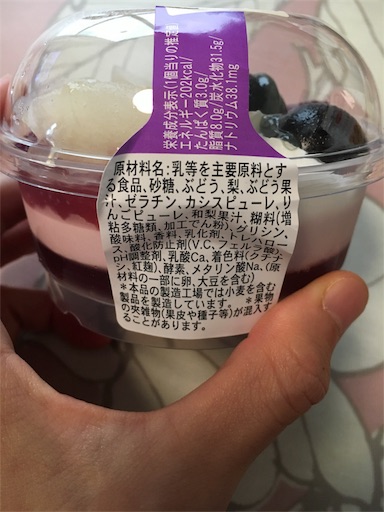 栄養成分表示(1個当りの推定値)
エネルギー202kcal/
たんぱく質3.0g/
脂質8.0g/炭水化物31.5g/
ナトリウム38.1mg
原材料名:乳等を主要原料とす
る食品、砂糖、ぶどう、梨、ぶどう果
汁、ゼラチン、カシスピューレ、り
んごピューレ、和梨果汁、糊料(増
粘多糖類、加工でん粉)、グリシン、
酸味料、香料、乳化剤、トレハロー
ス、酸化防止剤(V.C、フェルラ酸)、
pH調整剤、乳酸Ca、着色料(クチナ
シ、紅麹)、酵素、メタリン酸Na、(原
材料の一部に卵、大豆を含む)
*本品の製造工場では小麦を含む
製品を製造しています。*果物
の夾雑物(果皮や種子等)が混入す
ることがあります。